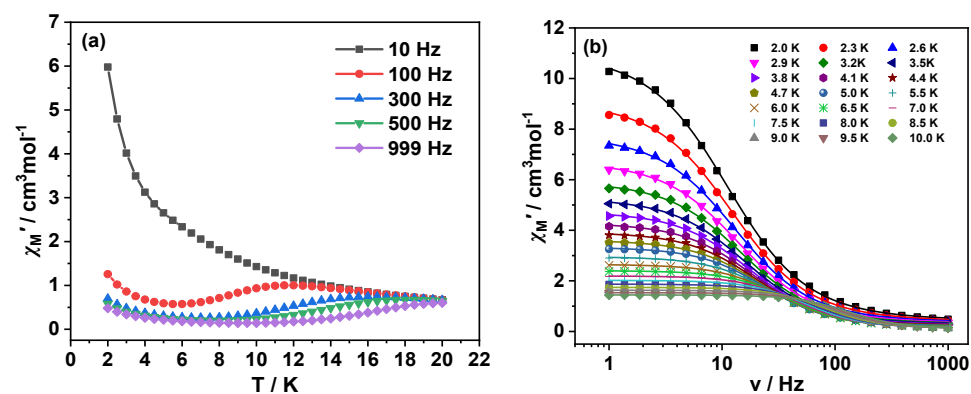 (a)
10 Hz
100 Hz
300 Hz
500 Hz
999 Hz
χM′ / cm³mol⁻¹
7
6
5
4
3
2
1
0
0 2 4 6 8 10 12 14 16 18 20 22
T / K
(b)
2.0 K 2.3 K 2.6 K
2.9 K 3.2K 3.5K
3.8 K 4.1 K 4.4 K
4.7 K 5.0 K 5.5 K
6.0 K 6.5 K 7.0 K
7.5 K 8.0 K 8.5 K
9.0 K 9.5 K 10.0 K
χM′ / cm³mol⁻¹
12
10
8
6
4
2
0
1 10 100 1000
ν / Hz